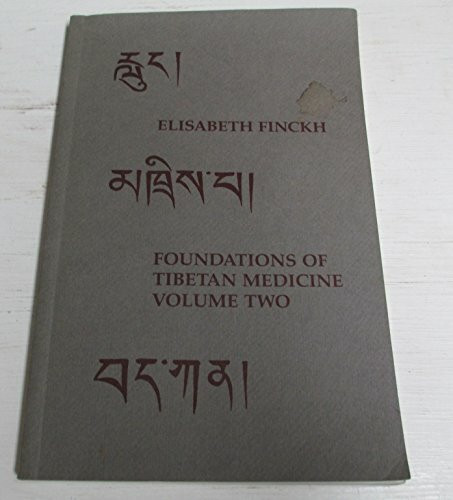 རླུང།
ELISABETH FINCKH
མཁྲིས་པ།
FOUNDATIONS OF
TIBETAN MEDICINE
VOLUME TWO
བད་ཀན།